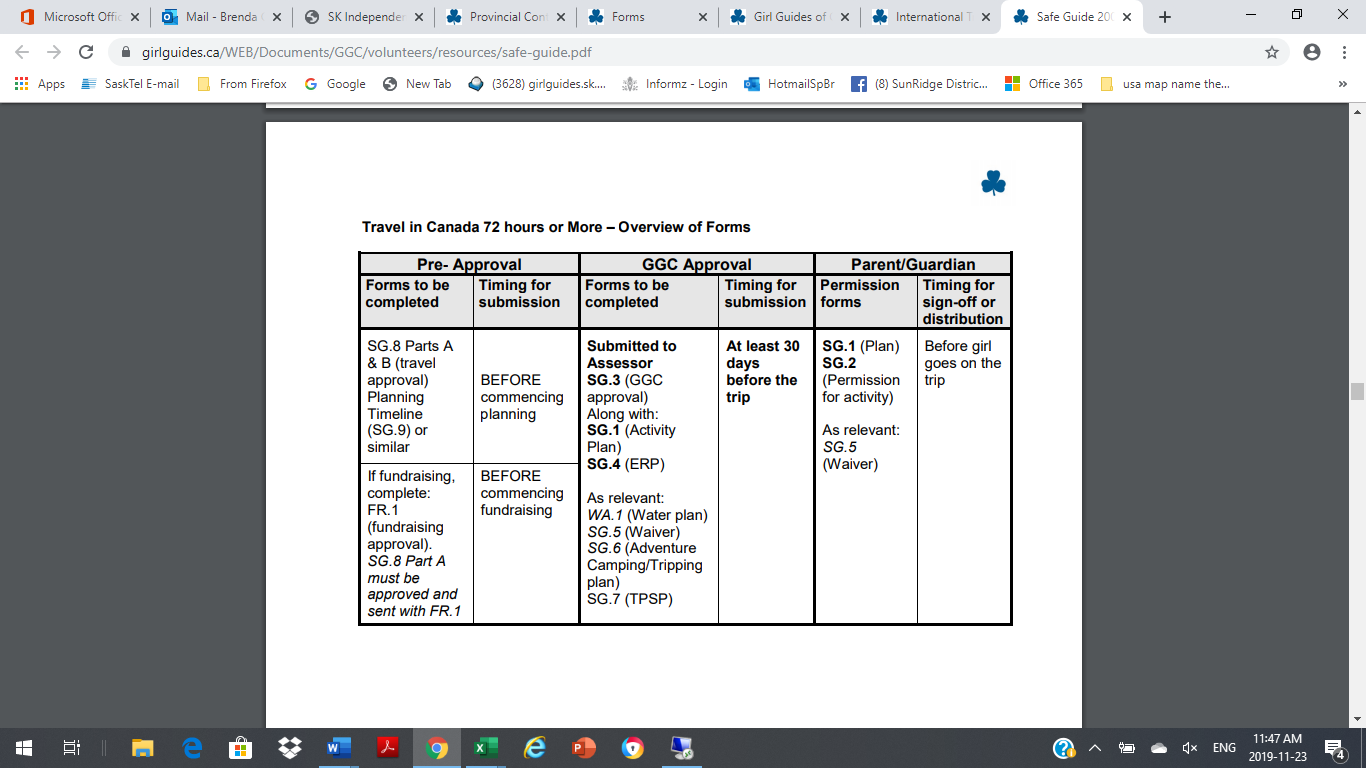 Microsoft Offic
Mail - Brenda
SK Independen
Provincial Con
Forms
Girl Guides of
International T
Safe Guide 20
girlguides.ca/WEB/Documents/GGC/volunteers/resources/safe-guide.pdf
Apps
SaskTel E-mail
From Firefox
Google
New Tab
(3628) girlguides.sk....
Informz - Login
HotmailSpBr
(8) SunRidge Distric...
Office 365
usa map name the...
»
Travel in Canada 72 hours or More – Overview of Forms
Pre- Approval
GGC Approval
Parent/Guardian
Forms to be
completed
Timing for
submission
Forms to be
completed
Timing for
submission
Permission
forms
Timing for
sign-off or
distribution
SG.8 Parts A
& B (travel
approval)
Planning
Timeline
(SG.9) or
similar
BEFORE
commencing
planning
If fundraising,
complete:
FR.1
(fundraising
approval).
SG.8 Part A
must be
approved and
sent with FR.1
BEFORE
commencing
fundraising
Submitted to
Assessor
SG.3 (GGC
approval)
Along with:
SG.1 (Activity
Plan)
SG.4 (ERP)
As relevant:
WA.1 (Water plan)
SG.5 (Waiver)
SG.6 (Adventure
Camping/Tripping
plan)
SG.7 (TPSP)
At least 30
days
before the
trip
SG.1 (Plan)
SG.2
(Permission
for activity)
As relevant:
SG.5
(Waiver)
Before girl
goes on the
trip
ENG
11:47 AM
2019-11-23
4